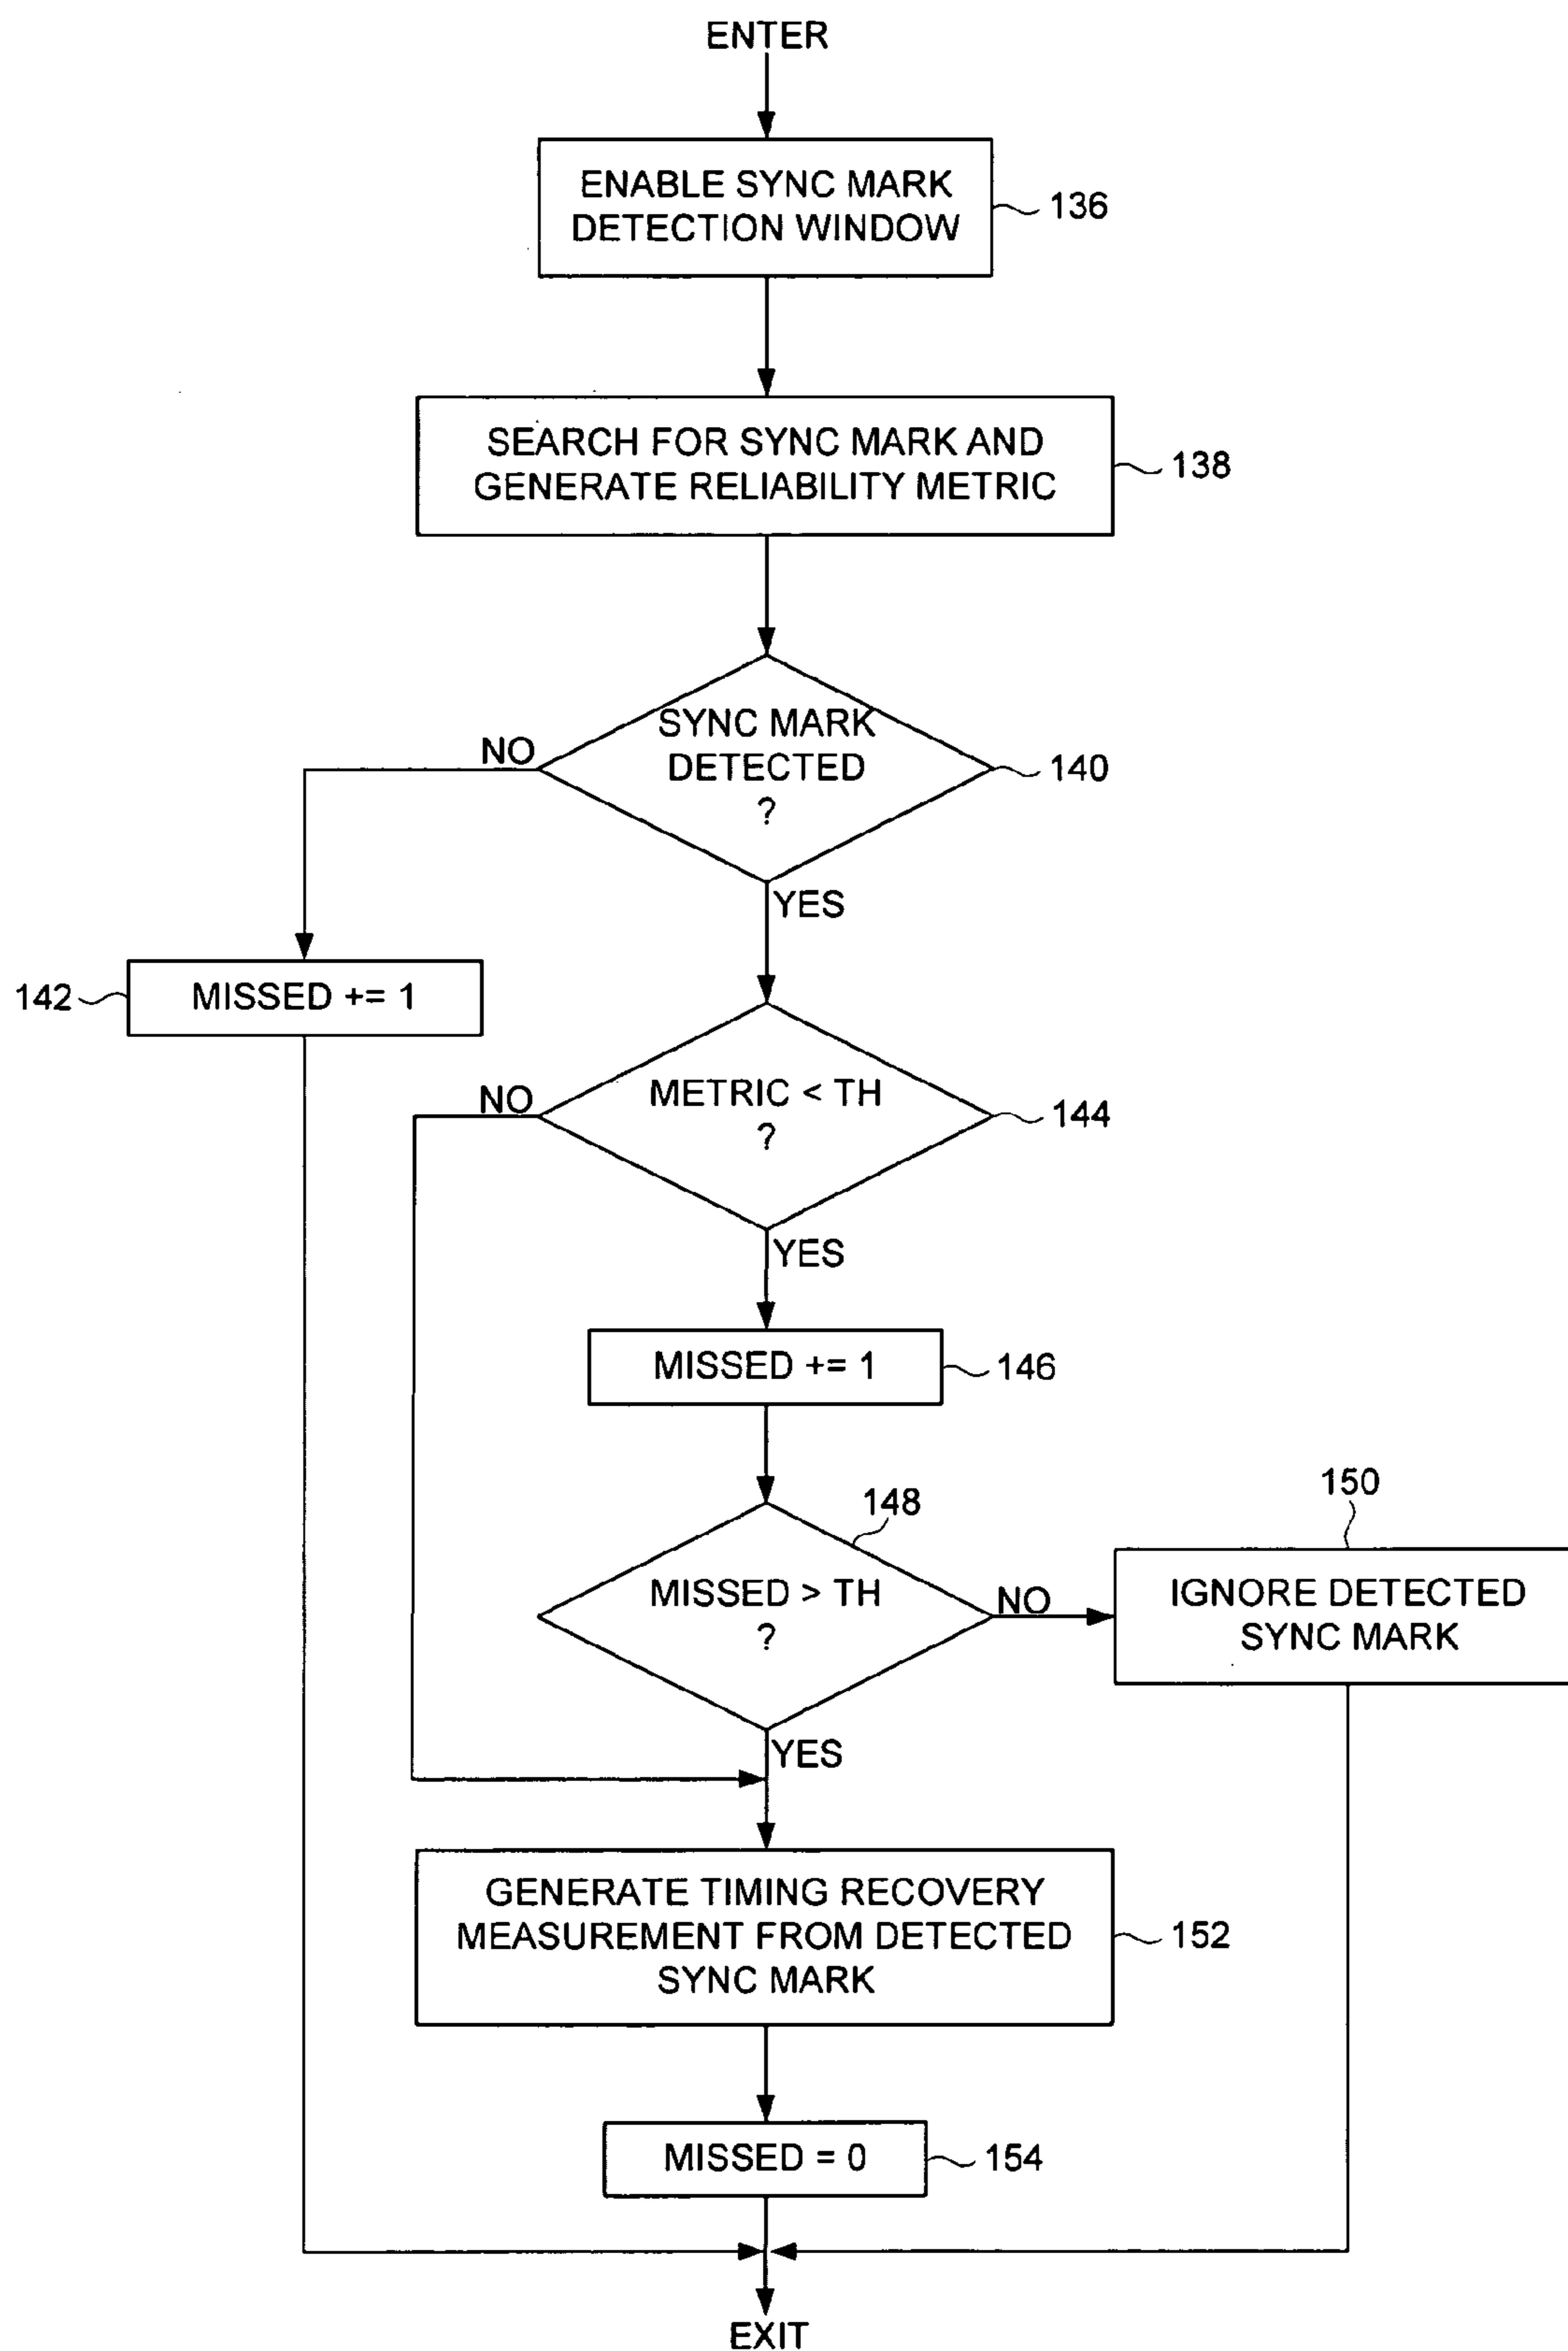 ENTER
ENABLE SYNC MARK
DETECTION WINDOW
136
SEARCH FOR SYNC MARK AND
GENERATE RELIABILITY METRIC
138
SYNC MARK
DETECTED
?
140
NO
YES
142
MISSED += 1
METRIC < TH
?
144
NO
YES
MISSED += 1
146
148
MISSED > TH
?
NO
YES
150
IGNORE DETECTED
SYNC MARK
GENERATE TIMING RECOVERY
MEASUREMENT FROM DETECTED
SYNC MARK
152
MISSED = 0
154
EXIT